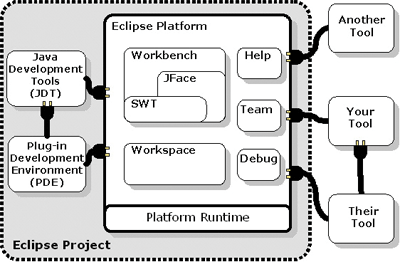 Eclipse Platform
Another
Tool
Java
Development
Tools
(JDT)
Workbench
JFace
SWT
Help
Team
Your
Tool
Plug-in
Development
Environment
(PDE)
Workspace
Debug
Their
Tool
Platform Runtime
Eclipse Project